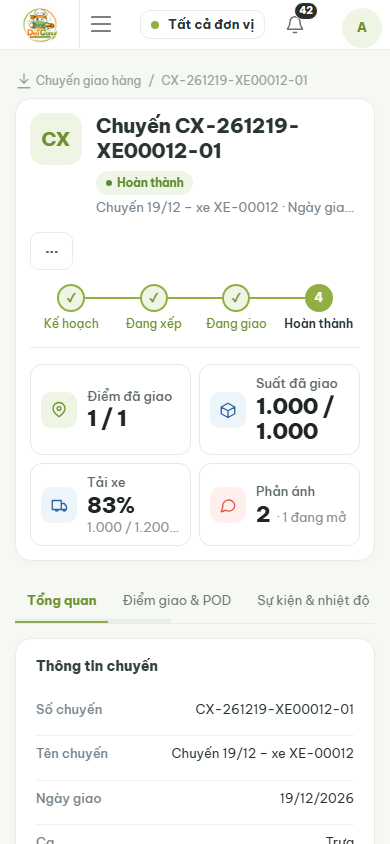 Tất cả đơn vị
42
A
Chuyến giao hàng / CX-261219-XE00012-01
CX
Chuyến CX-261219-
XE00012-01
Hoàn thành
Chuyến 19/12 – xe XE-00012 · Ngày gia...
...
4
Kế hoạch
Đang xếp
Đang giao
Hoàn thành
Điểm đã giao
1 / 1
Suất đã giao
1.000 /
1.000
Tải xe
83%
1.000 / 1.200...
Phản ánh
2 · 1 đang mở
Tổng quan
Điểm giao & POD
Sự kiện & nhiệt độ
Thông tin chuyến
Số chuyến
CX-261219-XE00012-01
Tên chuyến
Chuyến 19/12 – xe XE-00012
Ngày giao
19/12/2026
Ca
Trưa